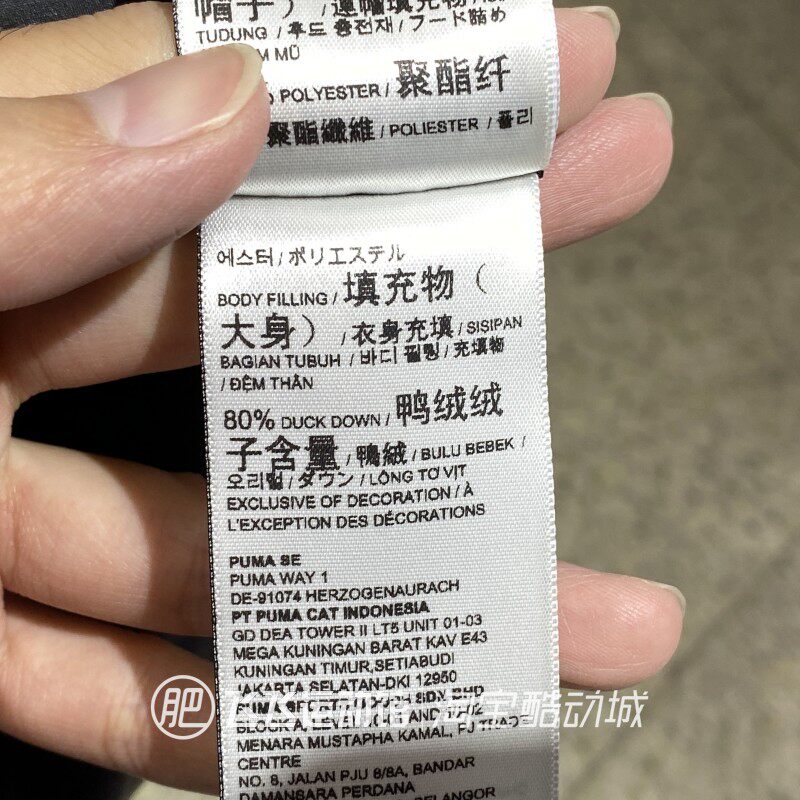 帽子）/連帽填充物
TUDUNG / 후드 충전재 / フード詰め
M MŨ
POLYESTER / 聚酯纤
聚酯纖維 / POLIESTER / 폴리
에스터 / ポリエステル
BODY FILLING / 填充物（
大身） / 衣身充填 / SISIPAN
BAGIAN TUBUH / 바디 필링 / 充填物
/ ĐỆM THÂN
80% DUCK DOWN / 鸭绒绒
子含量 / 鴨絨 / BULU BEBEK /
오리털 / ダウン / LÔNG TƠ VỊT
EXCLUSIVE OF DECORATION / À
L'EXCEPTION DES DÉCORATIONS
PUMA SE
PUMA WAY 1
DE-91074 HERZOGENAURACH
PT PUMA CAT INDONESIA
GD DEA TOWER II LT5 UNIT 01-03
MEGA KUNINGAN BARAT KAV E43
KUNINGAN TIMUR,SETIABUDI
JAKARTA SELATAN-DKI 12950
PUMA SPORTS SDN BHD
肥 淘宝酷动城
MENARA MUSTAPHA KAMAL, PJ TRADE
CENTRE
NO. 8, JALAN PJU 8/8A, BANDAR
DAMANSARA PERDANA